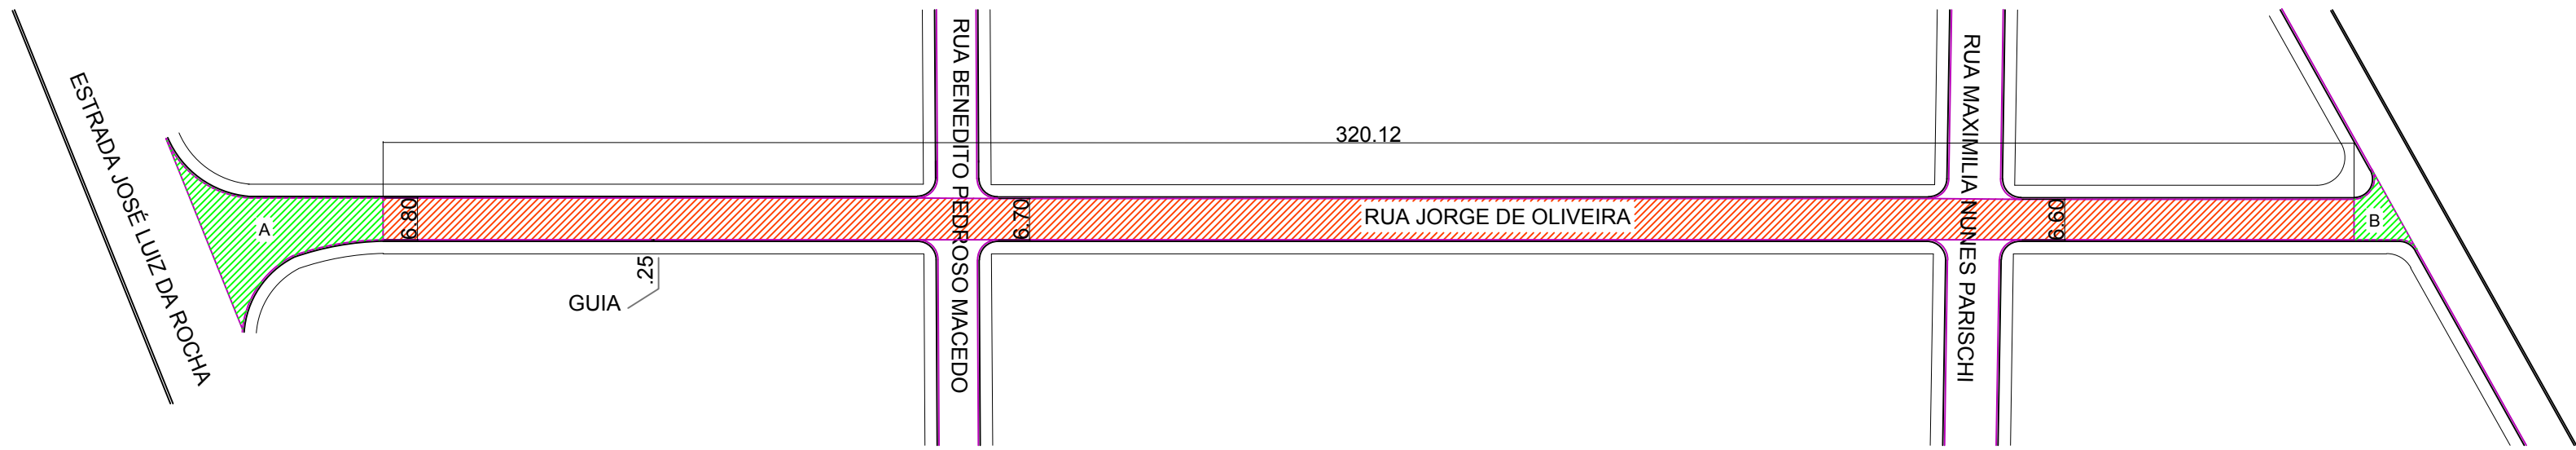 ESTRADA JOSÉ LUIZ DA ROCHA
A
6.80
GUIA
.25
RUA BENEDITO PEDROSO MACEDO
6.70
320.12
RUA JORGE DE OLIVEIRA
RUA MAXIMILIA NUNES PARISCHI
6.60
B